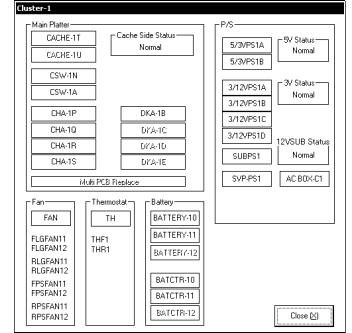 Cluster-1
Main Platter
CACHE-1T
CACHE-1U
Cache Side Status
Normal
CSW-1N
CSW-1A
CHA-1P
CHA-1Q
CHA-1R
CHA-1S
DKA-1B
DKA-1C
DKA-1D
DKA-1E
Multi PCB Replace
P/S
5/3VPS1A
5/3VPS1B
5V Status
Normal
3/12VPS1A
3/12VPS1B
3/12VPS1C
3/12VPS1D
3V Status
Normal
SUBPS1
12VSUB Status
Normal
SVP-PS1
AC BOX-C1
Fan
FAN
FLGFAN11
FLGFAN12
RLGFAN11
RLGFAN12
FPSFAN11
FPSFAN12
RPSFAN11
RPSFAN12
Thermostat
TH
THF1
THR1
Battery
BATTERY-10
BATTERY-11
BATTERY-12
BATCTR-10
BATCTR-11
BATCTR-12
Close (X)